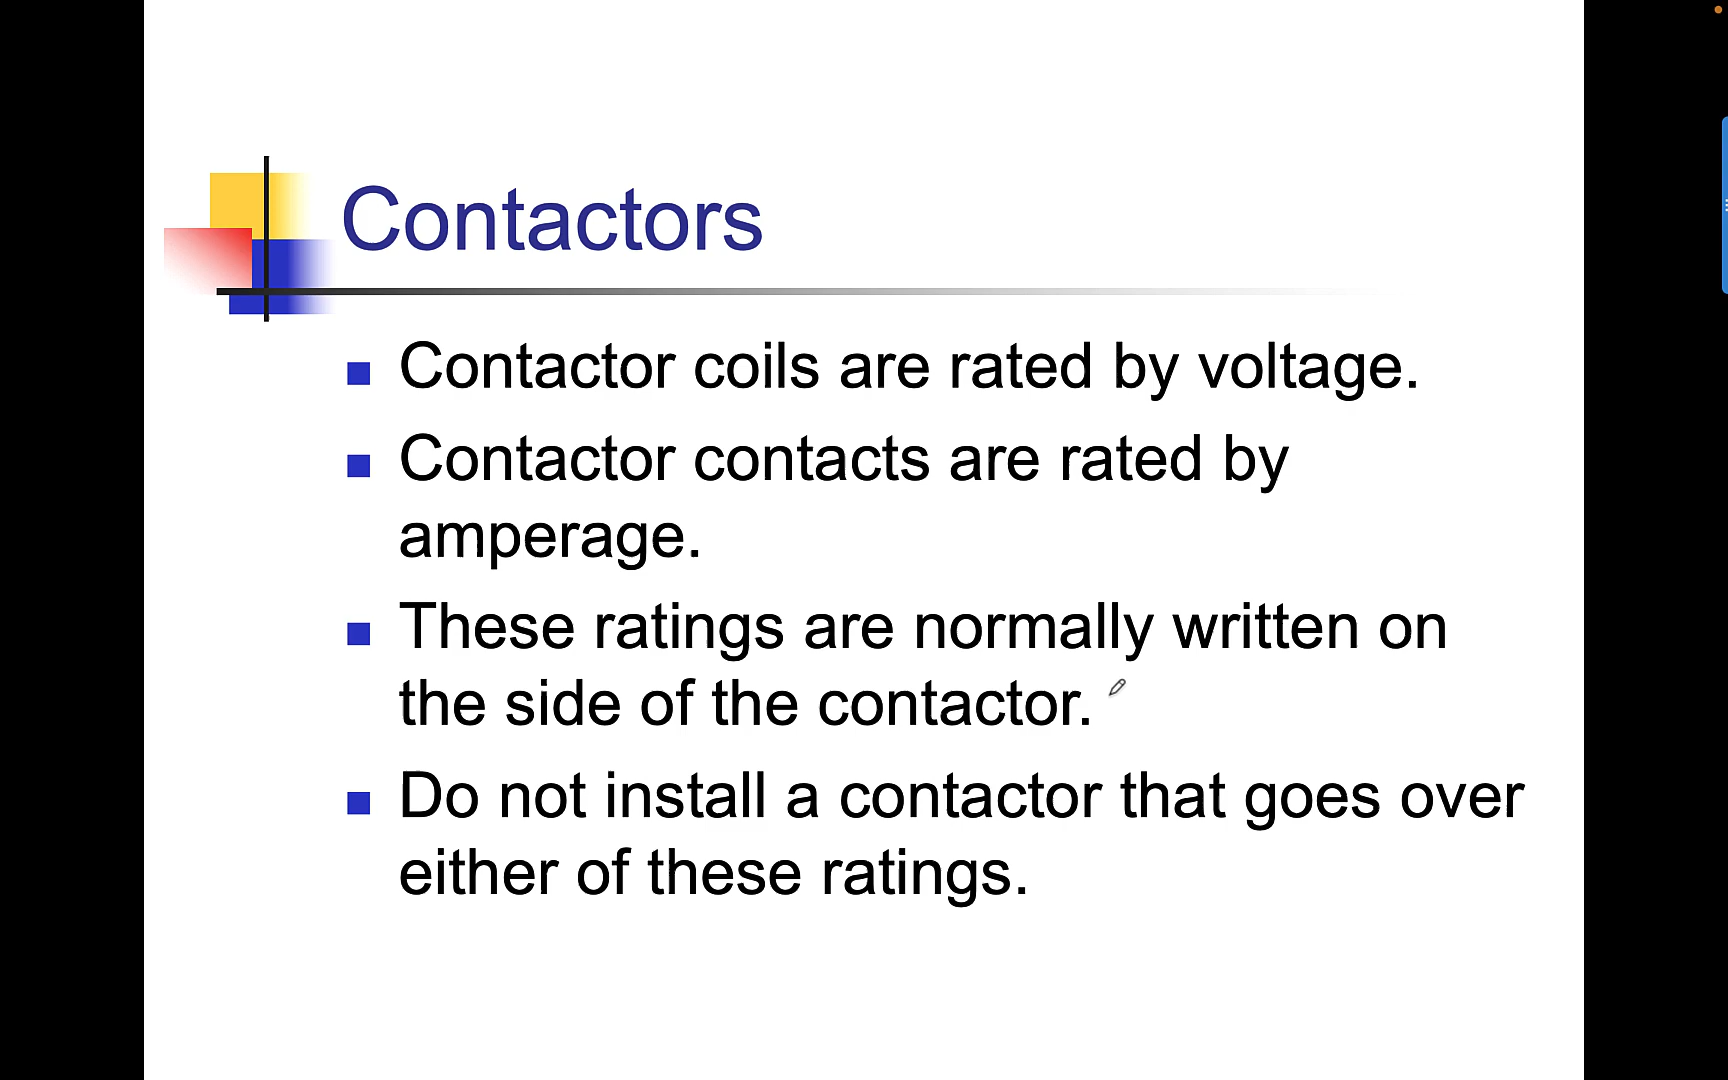 Contactors
Contactor coils are rated by voltage.
Contactor contacts are rated by
amperage.
These ratings are normally written on
the side of the contactor.
Do not install a contactor that goes over
either of these ratings.